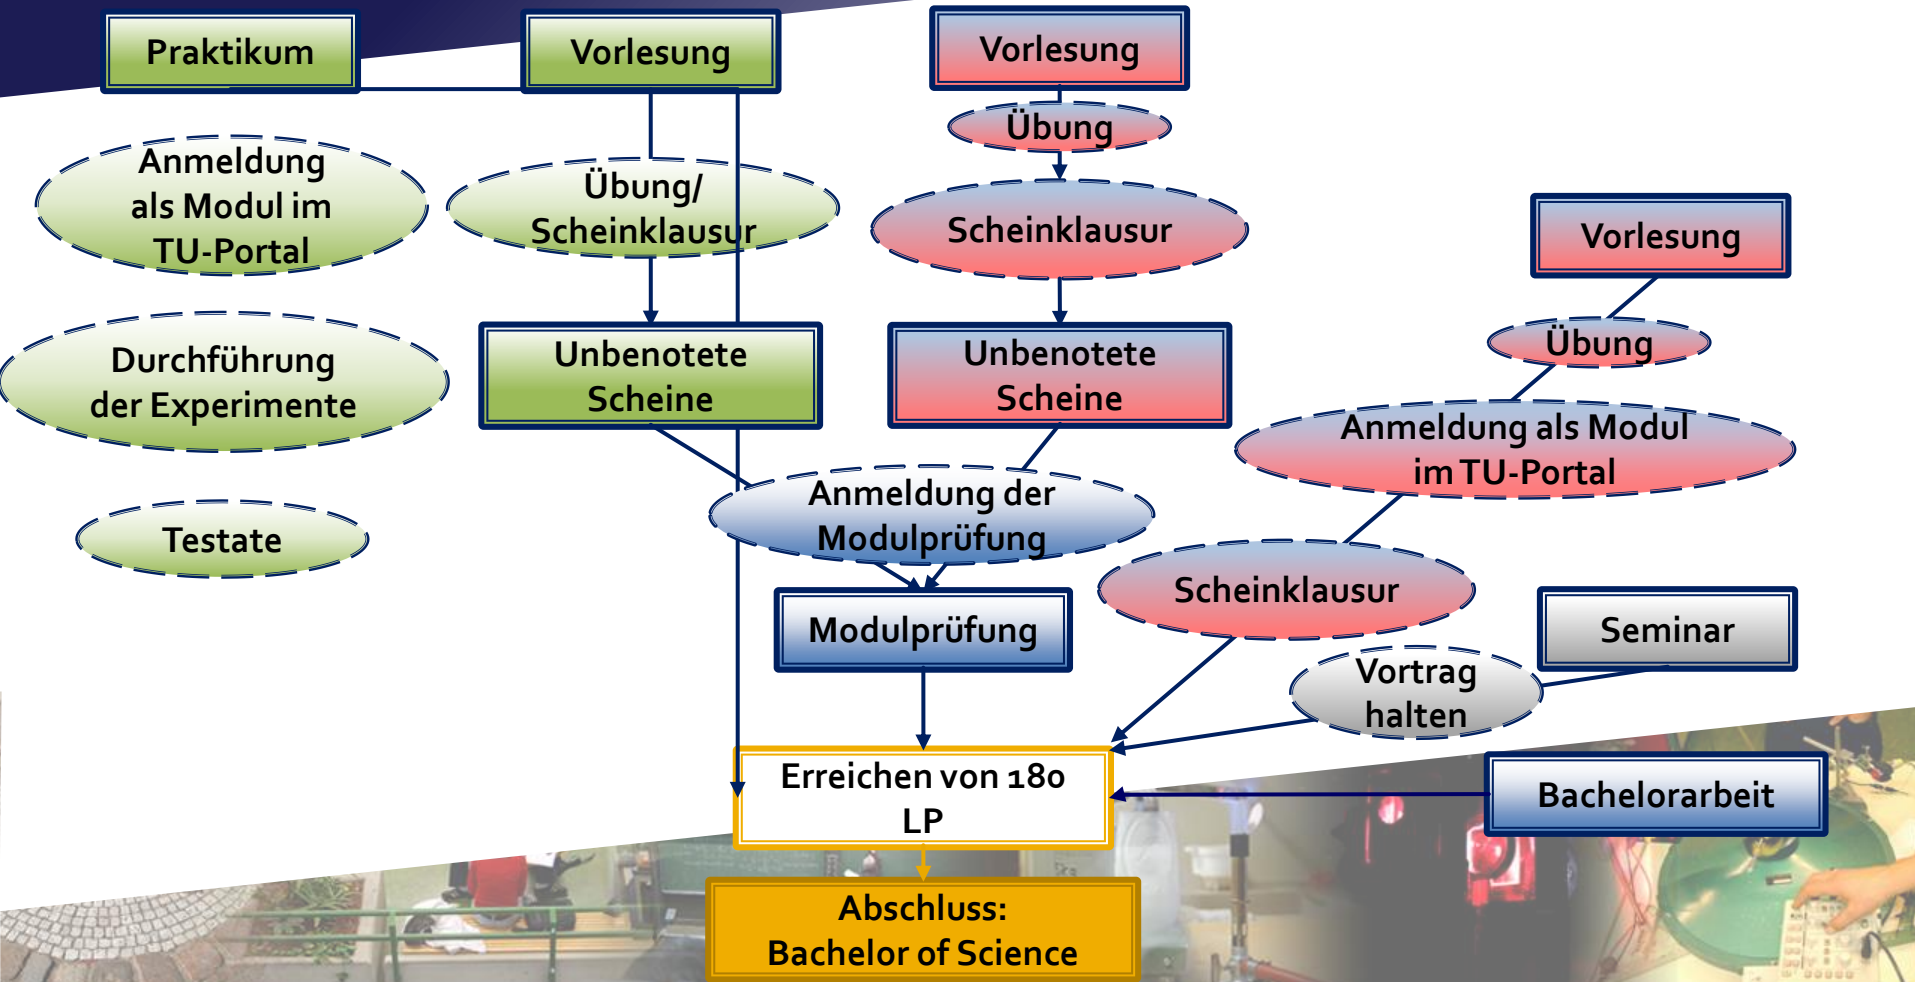 Praktikum
Vorlesung
Vorlesung
Übung
Anmeldung
als Modul im
TU-Portal
Übung/
Scheinklausur
Scheinklausur
Vorlesung
Durchführung
der Experimente
Unbenotete
Scheine
Unbenotete
Scheine
Übung
Anmeldung als Modul
im TU-Portal
Testate
Anmeldung der
Modulprüfung
Scheinklausur
Modulprüfung
Seminar
Vortrag
halten
Erreichen von 180
LP
Bachelorarbeit
Abschluss:
Bachelor of Science